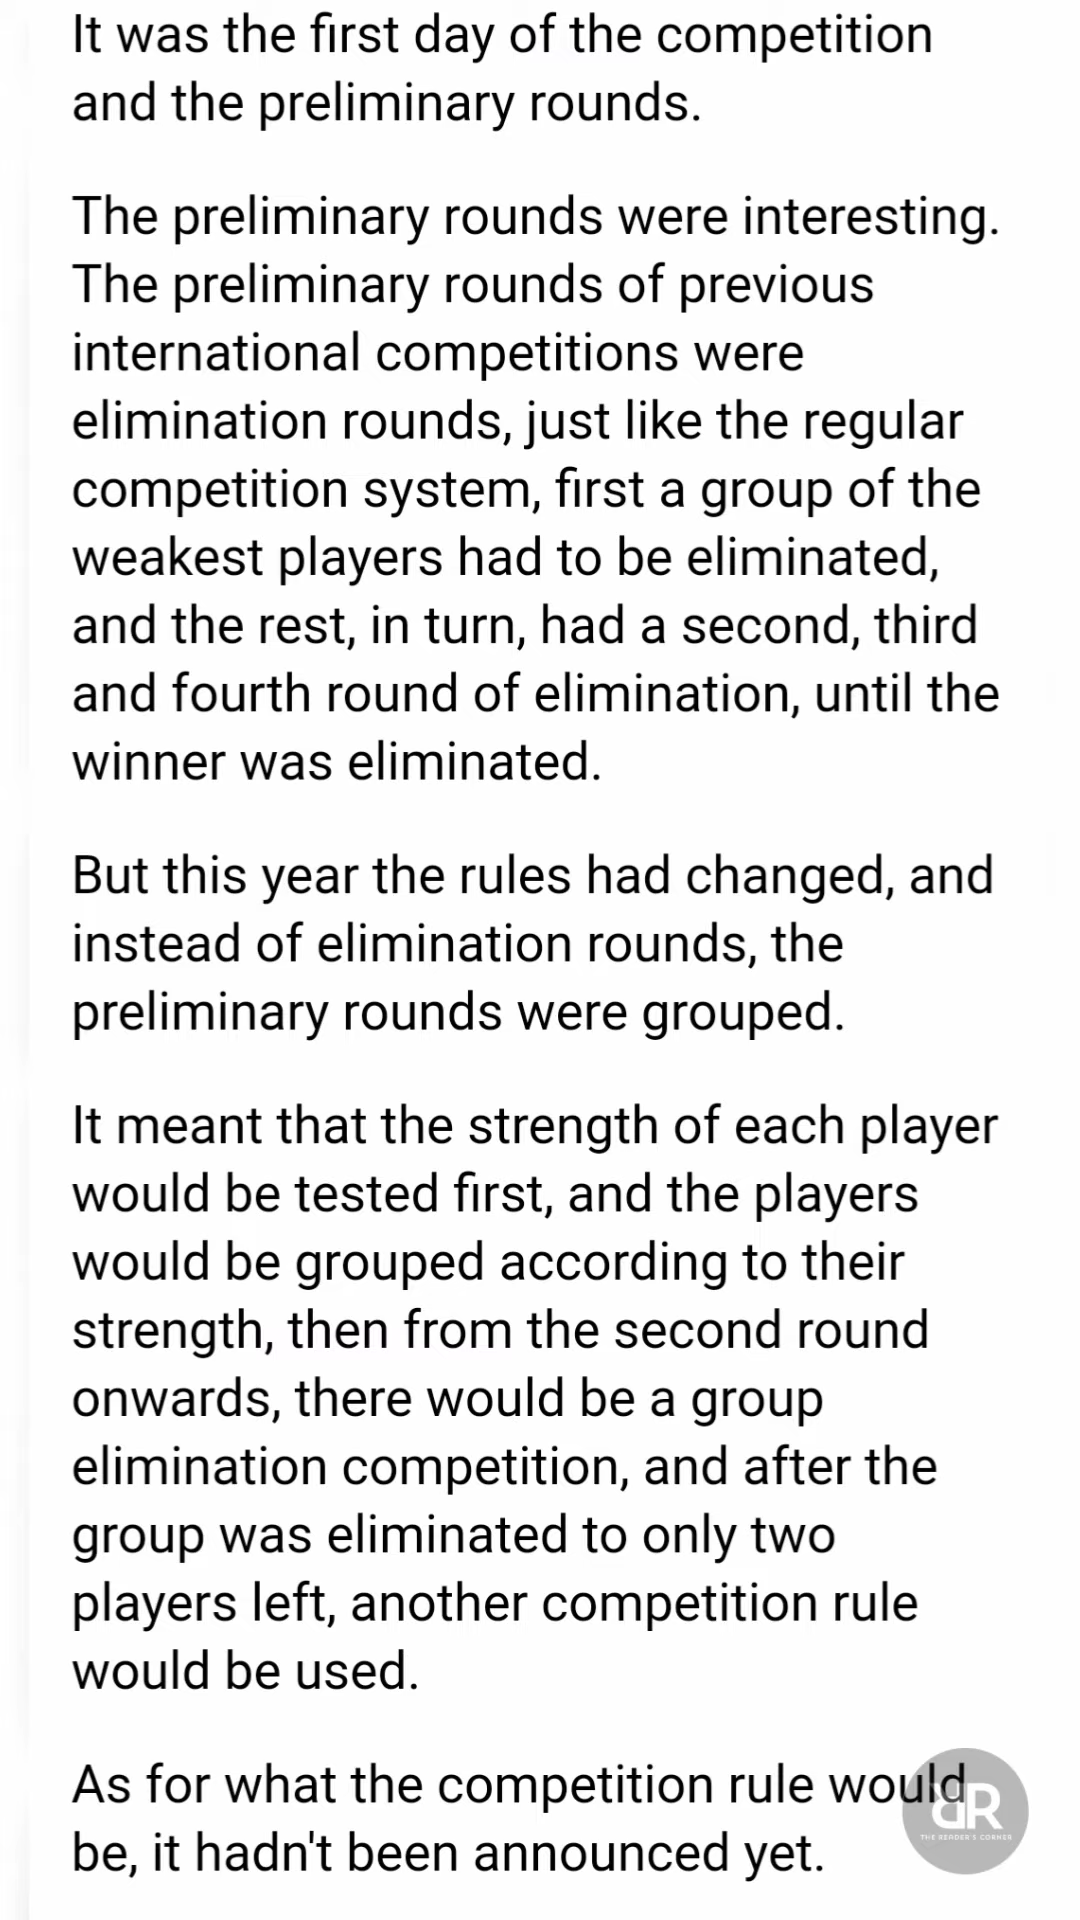 It was the first day of the competition
and the preliminary rounds.
The preliminary rounds were interesting.
The preliminary rounds of previous
international competitions were
elimination rounds, just like the regular
competition system, first a group of the
weakest players had to be eliminated,
and the rest, in turn, had a second, third
and fourth round of elimination, until the
winner was eliminated.
But this year the rules had changed, and
instead of elimination rounds, the
preliminary rounds were grouped.
It meant that the strength of each player
would be tested first, and the players
would be grouped according to their
strength, then from the second round
onwards, there would be a group
elimination competition, and after the
group was eliminated to only two
players left, another competition rule
would be used.
As for what the competition rule would
be, it hadn't been announced yet.
RR
THE READER'S CORNER